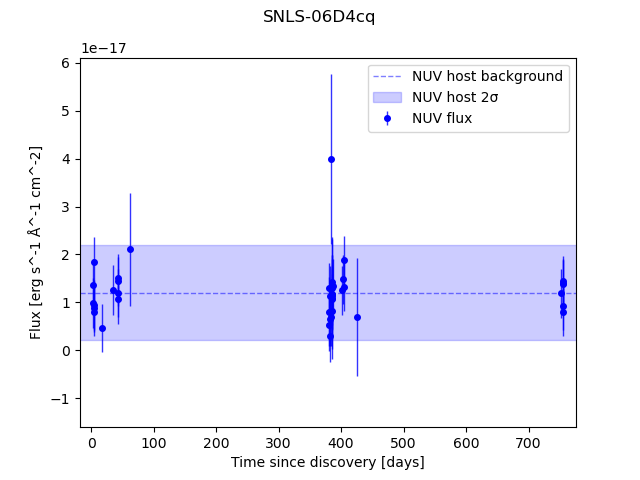 SNLS-06D4cq
1e−17
6
5
4
3
2
1
0
−1
Flux [erg s^-1 Å^-1 cm^-2]
NUV host background
NUV host 2σ
NUV flux
0 100 200 300 400 500 600 700
Time since discovery [days]